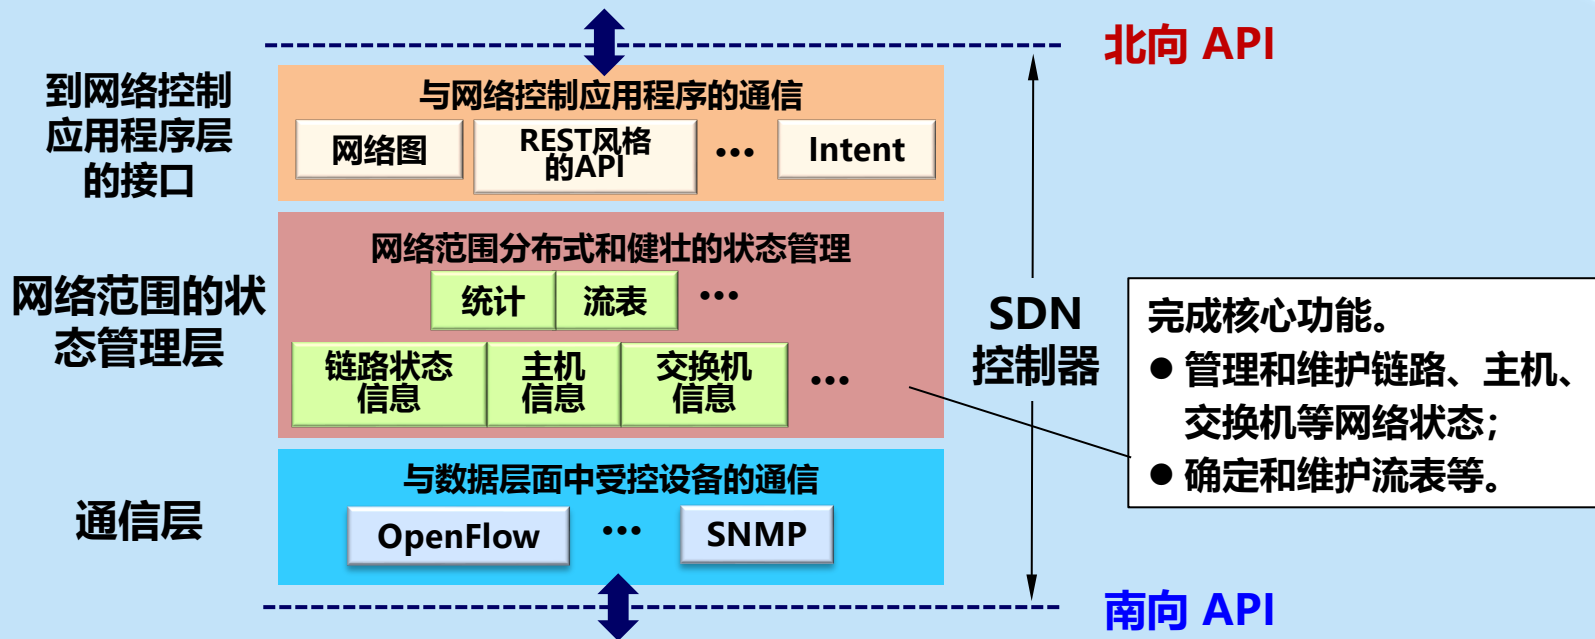 北向 API
到网络控制
应用程序层
的接口
与网络控制应用程序的通信
网络图
REST风格
的API
...
Intent
网络范围的状
态管理层
网络范围分布式和健壮的状态管理
统计
流表
...
链路状态
信息
主机
信息
交换机
信息
...
SDN
控制器
完成核心功能。
● 管理和维护链路、主机、
交换机等网络状态；
● 确定和维护流表等。
通信层
与数据层面中受控设备的通信
OpenFlow
...
SNMP
南向 API